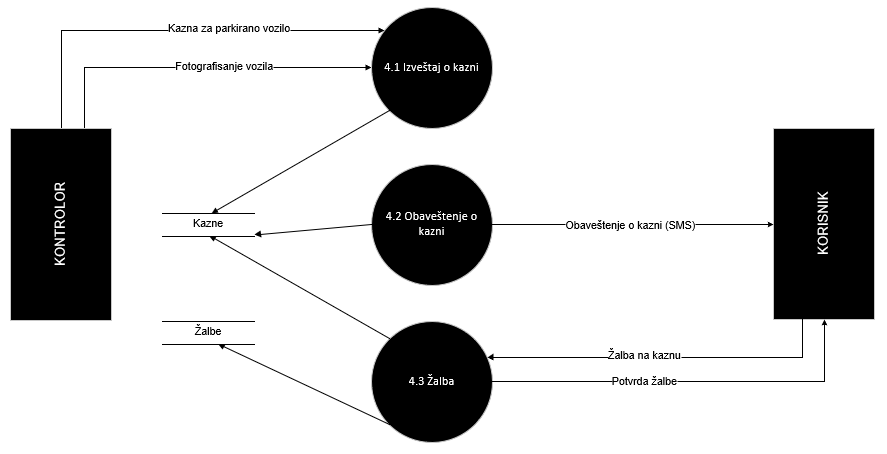 Kazna za parkirano vozilo
Fotografisanje vozila
4.1 Izveštaj o kazni
KONTROLOR
Kazne
4.2 Obaveštenje o
kazni
Obaveštenje o kazni (SMS)
KORISNIK
Žalbe
4.3 Žalba
Žalba na kaznu
Potvrda žalbe